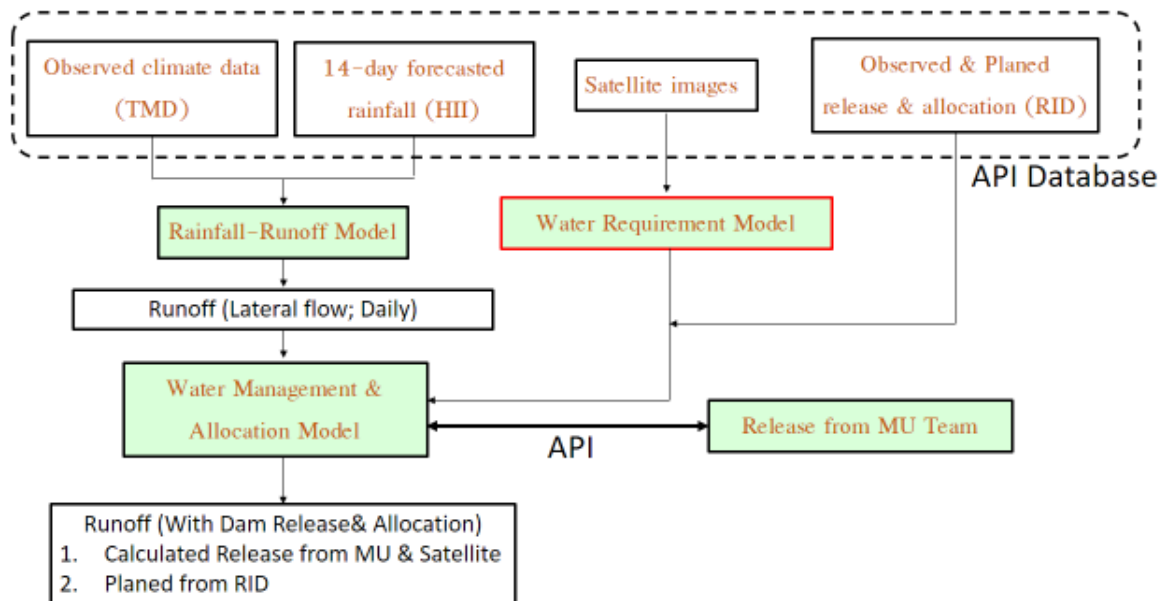 Observed climate data
(TMD)
14-day forecasted
rainfall (HII)
Satellite images
Observed & Planed
release & allocation (RID)
API Database
Rainfall-Runoff Model
Water Requirement Model
Runoff (Lateral flow; Daily)
Water Management &
Allocation Model
API
Release from MU Team
Runoff (With Dam Release& Allocation)
1. Calculated Release from MU & Satellite
2. Planed from RID